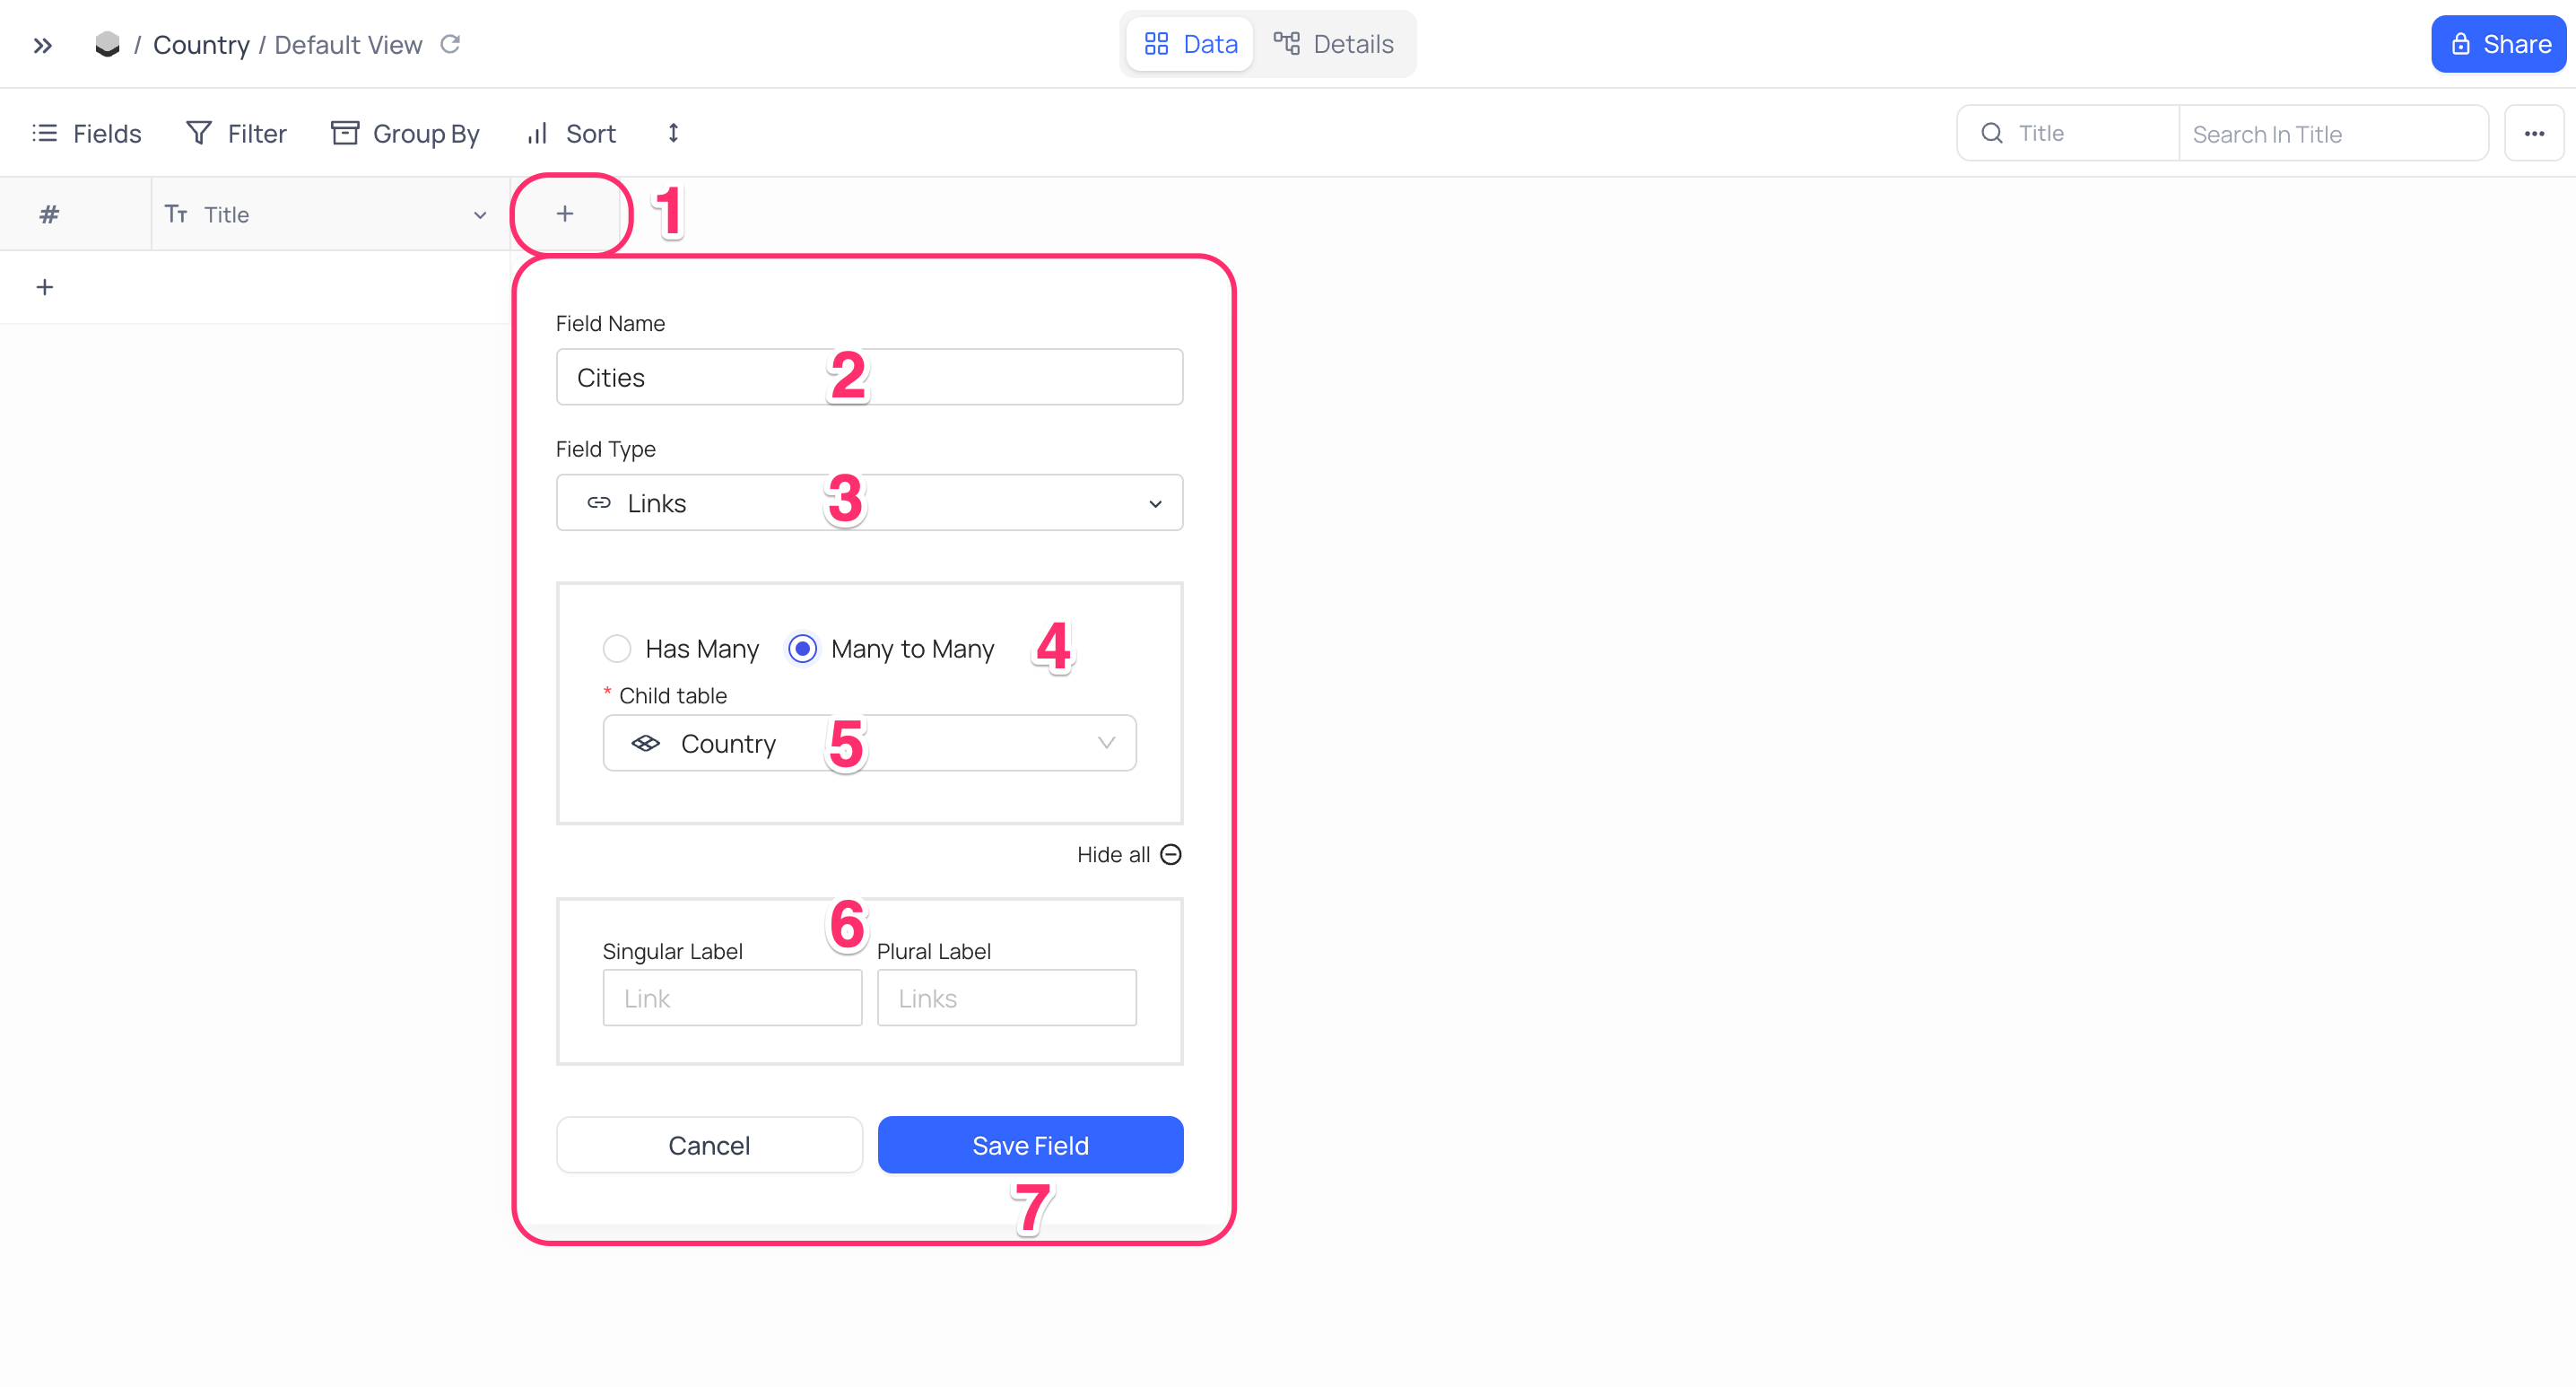 / Country / Default View
Data Details
Share
Fields Filter Group By Sort
Title Search In Title
# Tт Title + 1
+
Field Name
Cities 2
Field Type
Links 3
Has Many Many to Many 4
* Child table
Country 5
Hide all
6
Singular Label Plural Label
Link Links
Cancel Save Field
7